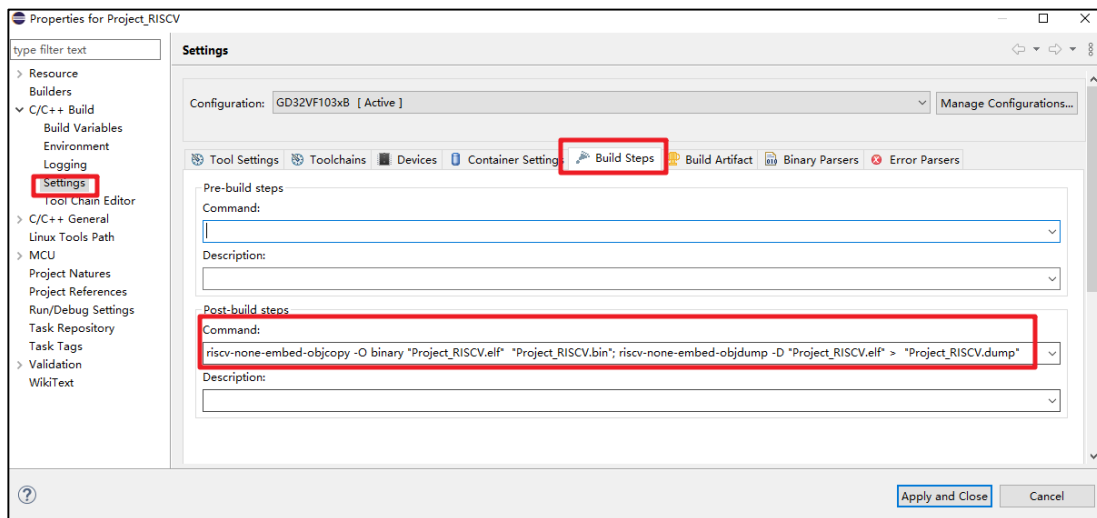 Properties for Project_RISCV
type filter text
Settings
Resource
Builders
C/C++ Build
Build Variables
Environment
Logging
Settings
Tool Chain Editor
C/C++ General
Linux Tools Path
MCU
Project Natures
Project References
Run/Debug Settings
Task Repository
Task Tags
Validation
WikiText
Configuration: GD32VF103xB [ Active ] Manage Configurations...
Tool Settings Toolchains Devices Container Settings Build Steps Build Artifact Binary Parsers Error Parsers
Pre-build steps
Command:
Description:
Post-build steps
Command:
riscv-none-embed-objcopy -O binary "Project_RISCV.elf" "Project_RISCV.bin"; riscv-none-embed-objdump -D "Project_RISCV.elf" > "Project_RISCV.dump"
Description:
Apply and Close Cancel